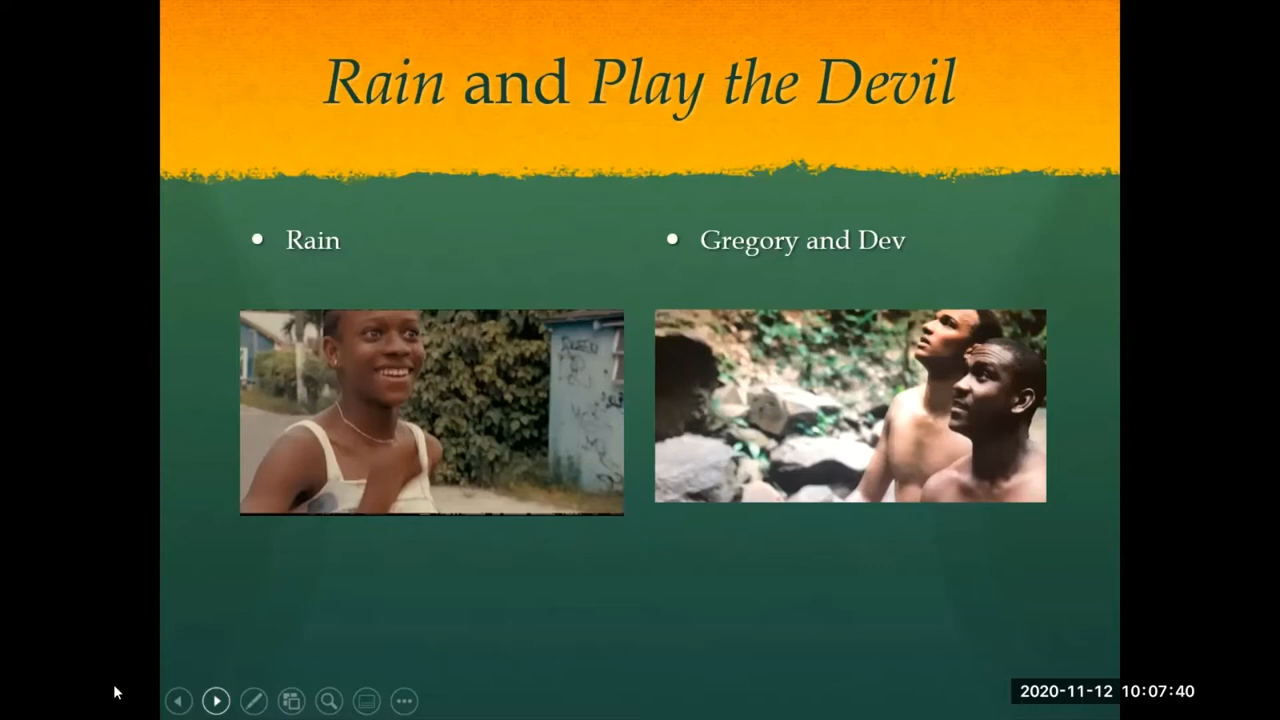 Rain and Play the Devil
Rain
Gregory and Dev
2020-11-12 10:07:40